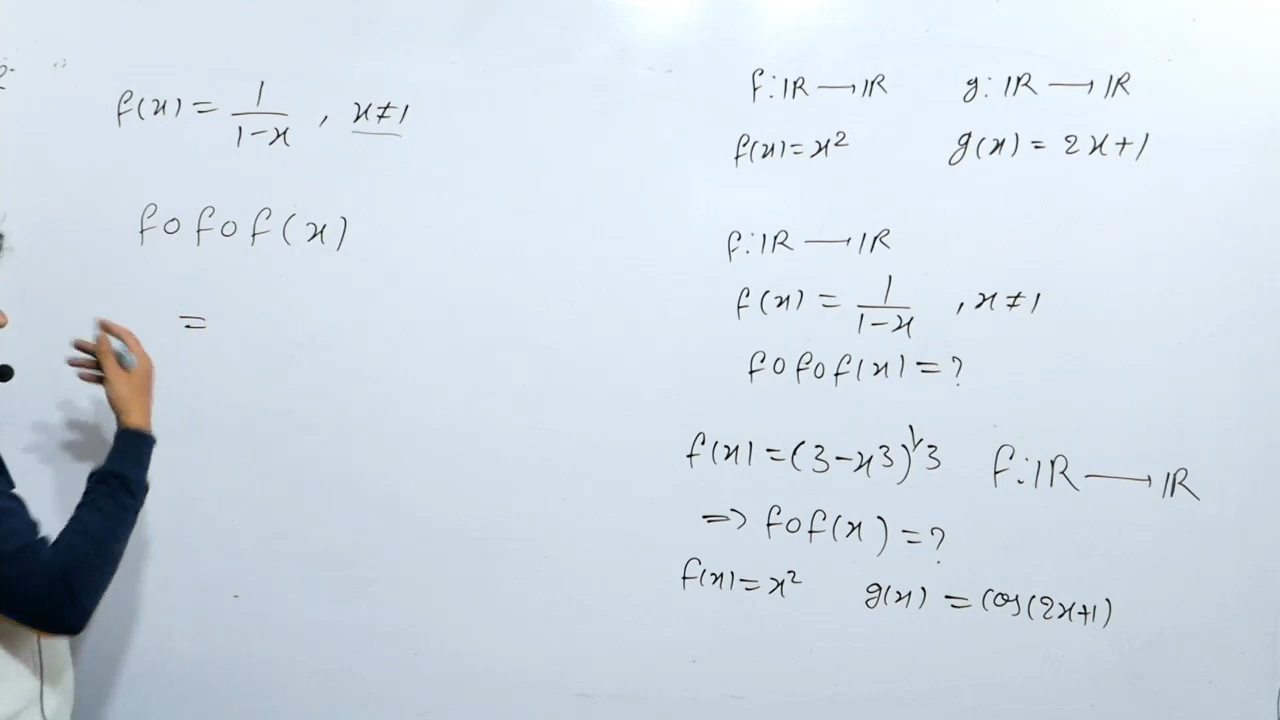 f(x) = 1/(1-x) , x≠1
fofof(x)
=
f: IR → IR g: IR → IR
f(x) = x² g(x) = 2x+1
f: IR → IR
f(x) = 1/(1-x) , x≠1
fofof(x) = ?
f(x) = (3-x3)^1/3 f: IR → IR
=> fof(x) = ?
f(x) = x² g(x) = cos(2x+1)